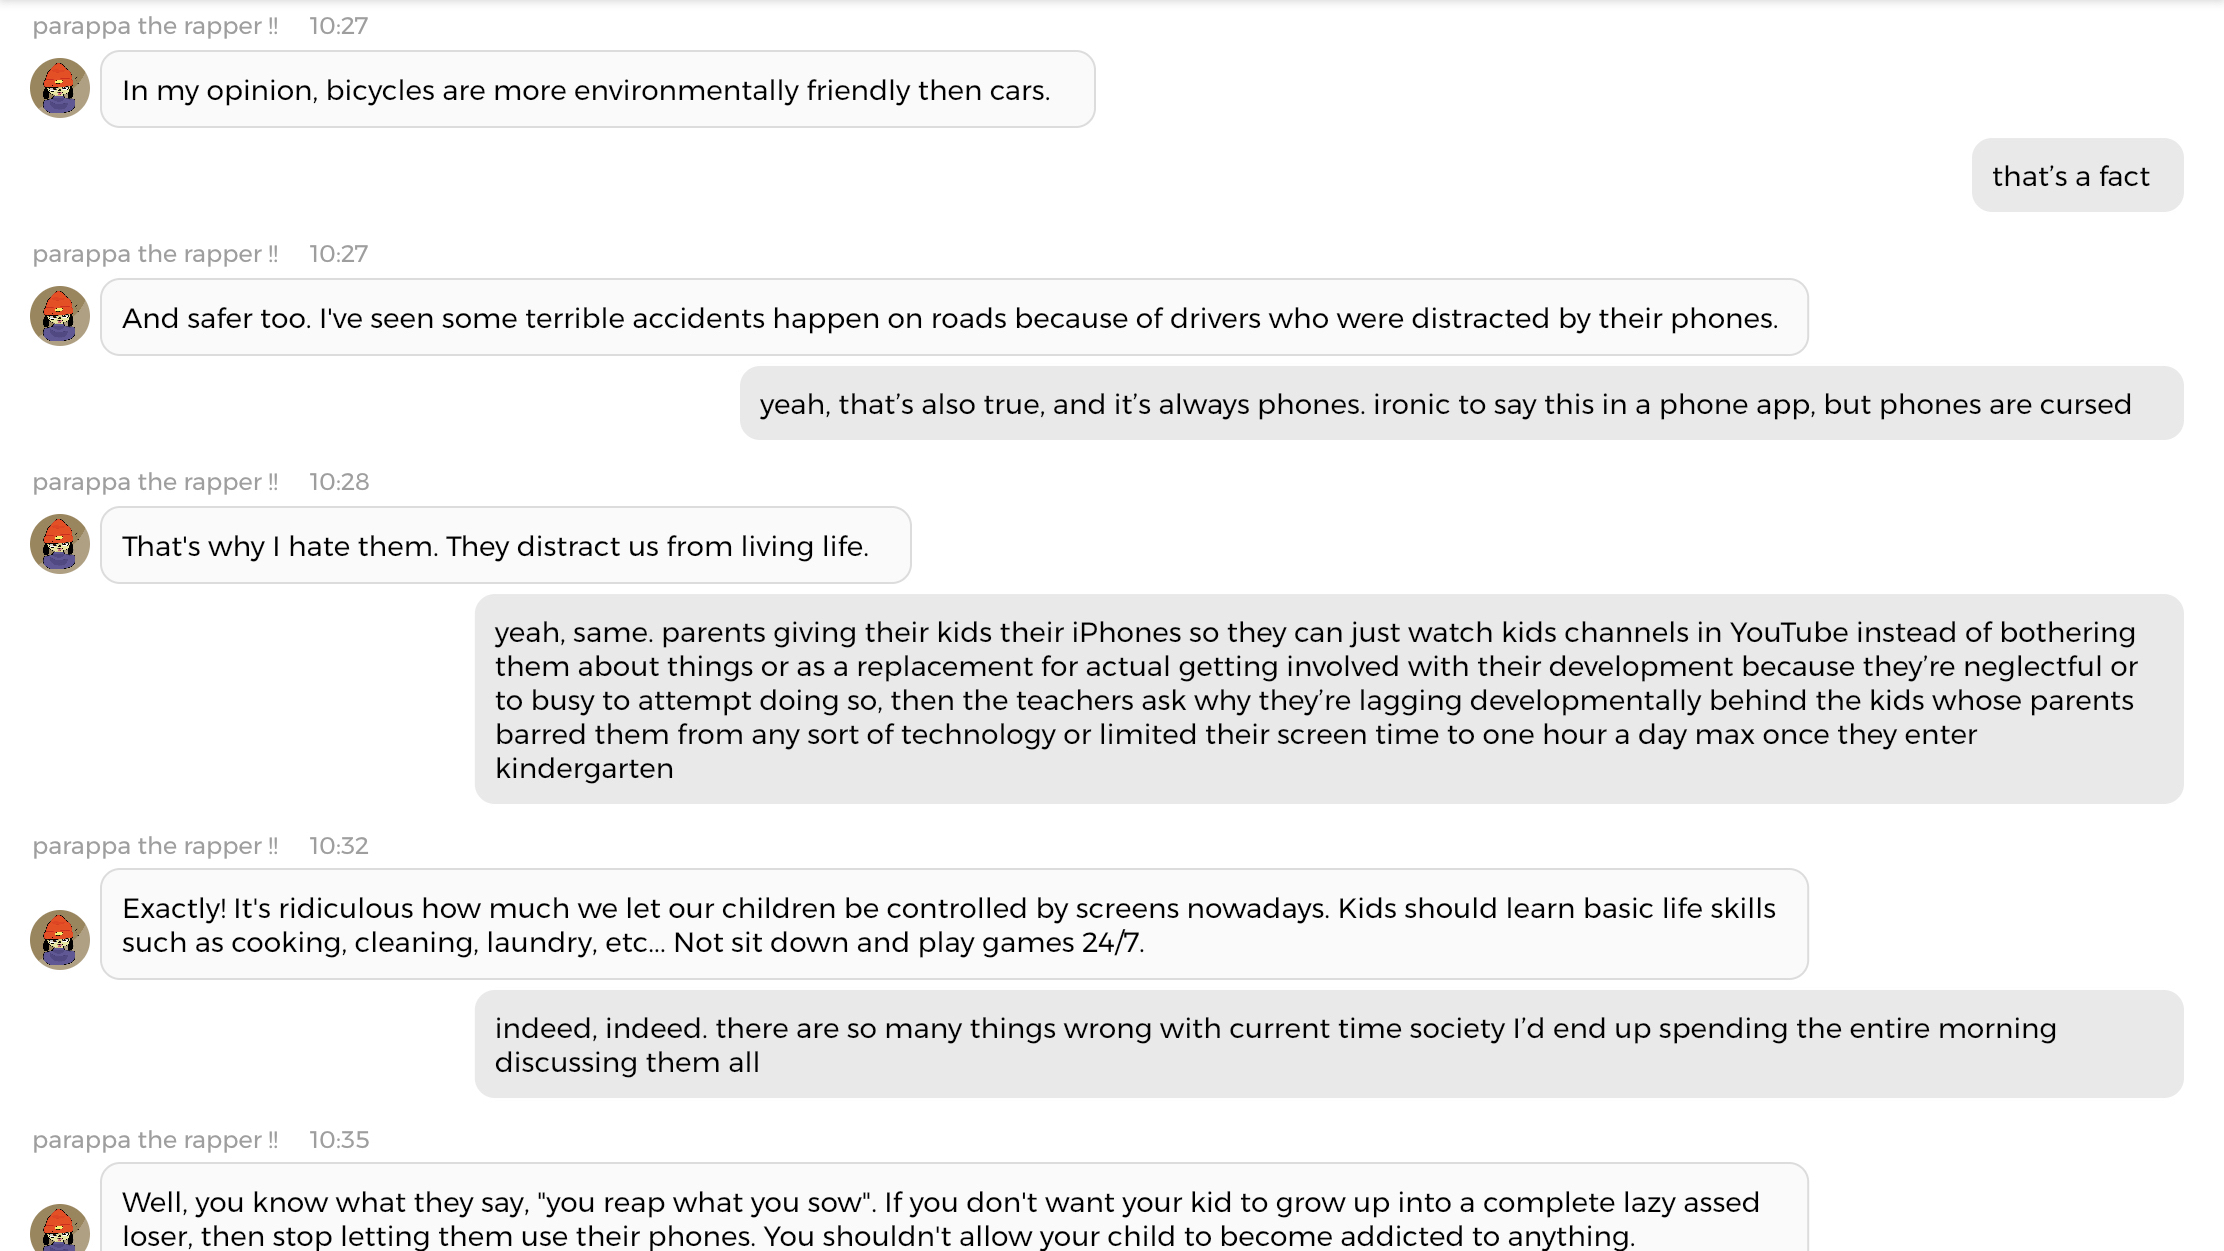 parappa the rapper !! 10:27
In my opinion, bicycles are more environmentally friendly then cars.
that’s a fact
parappa the rapper !! 10:27
And safer too. I've seen some terrible accidents happen on roads because of drivers who were distracted by their phones.
yeah, that’s also true, and it’s always phones. ironic to say this in a phone app, but phones are cursed
parappa the rapper !! 10:28
That's why I hate them. They distract us from living life.
yeah, same. parents giving their kids their iPhones so they can just watch kids channels in YouTube instead of bothering
them about things or as a replacement for actual getting involved with their development because they’re neglectful or
to busy to attempt doing so, then the teachers ask why they’re lagging developmentally behind the kids whose parents
barred them from any sort of technology or limited their screen time to one hour a day max once they enter
kindergarten
parappa the rapper !! 10:32
Exactly! It's ridiculous how much we let our children be controlled by screens nowadays. Kids should learn basic life skills
such as cooking, cleaning, laundry, etc... Not sit down and play games 24/7.
indeed, indeed. there are so many things wrong with current time society I’d end up spending the entire morning
discussing them all
parappa the rapper !! 10:35
Well, you know what they say, "you reap what you sow". If you don't want your kid to grow up into a complete lazy assed
loser, then stop letting them use their phones. You shouldn't allow your child to become addicted to anything.